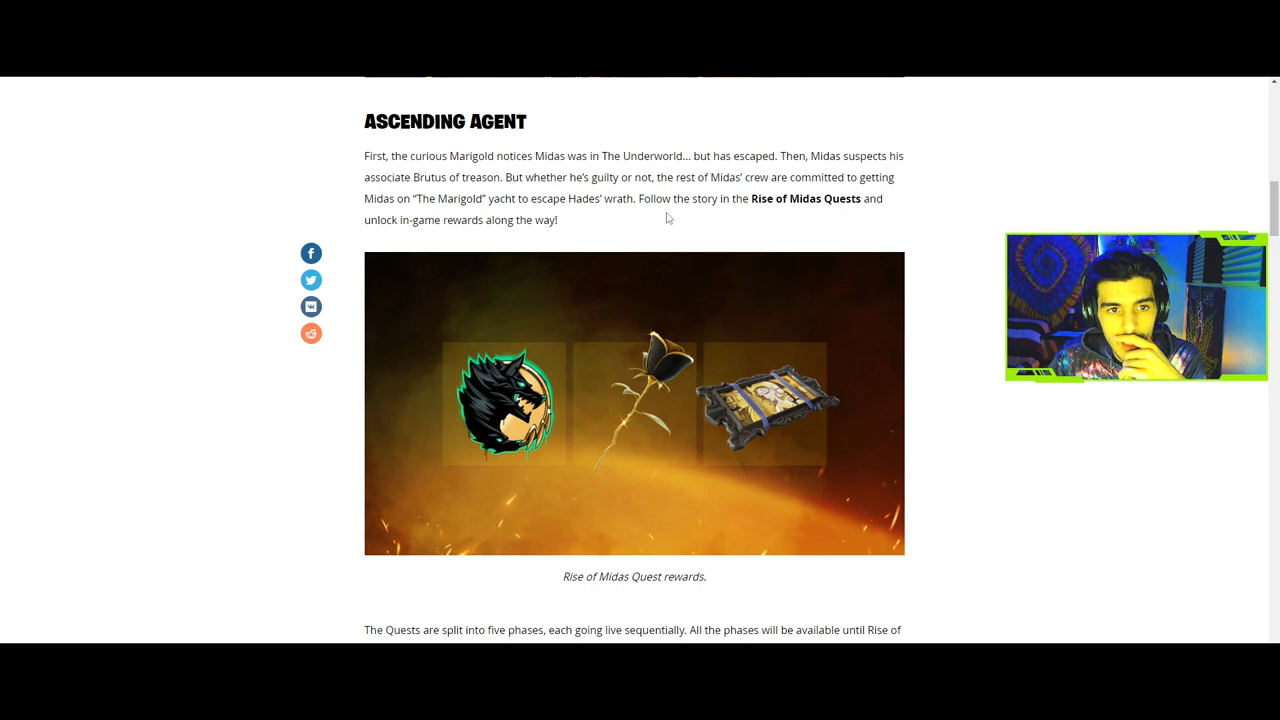 ASCENDING AGENT
First, the curious Marigold notices Midas was in The Underworld... but has escaped. Then, Midas suspects his
associate Brutus of treason. But whether he's guilty or not, the rest of Midas' crew are committed to getting
Midas on “The Marigold” yacht to escape Hades’ wrath. Follow the story in the Rise of Midas Quests and
unlock in-game rewards along the way!
Rise of Midas Quest rewards.
The Quests are split into five phases, each going live sequentially. All the phases will be available until Rise of